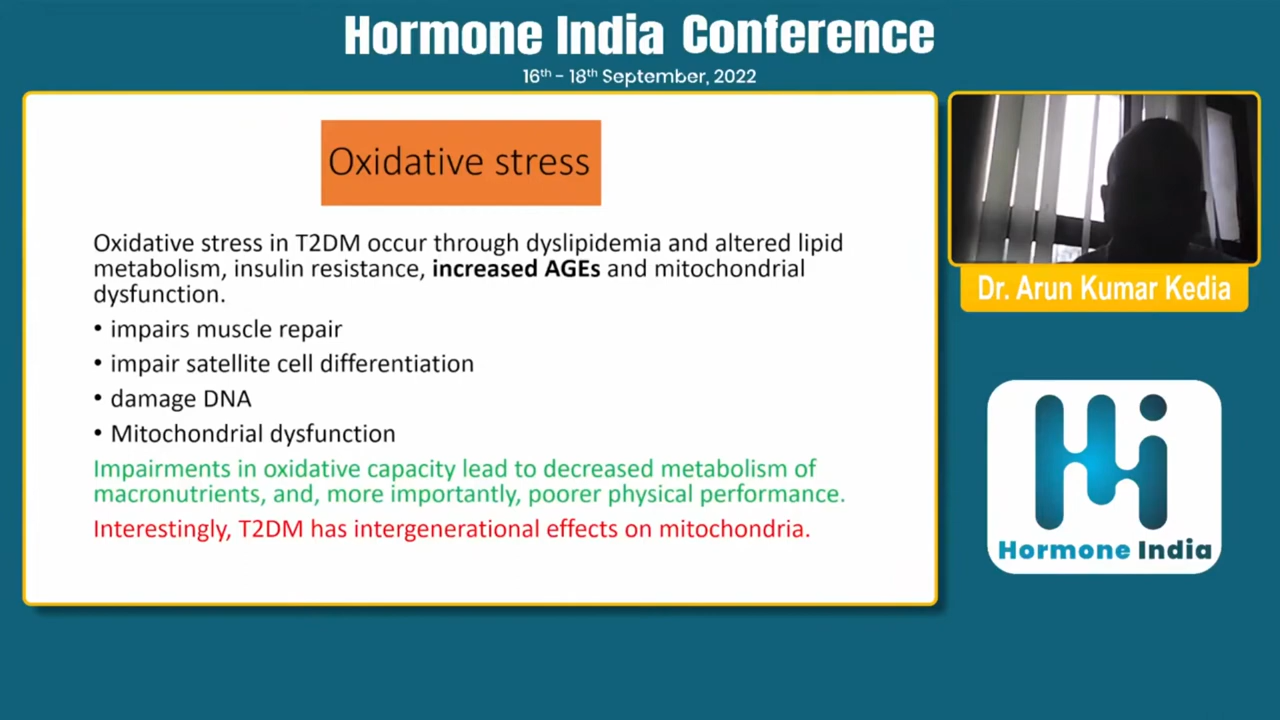 Hormone India Conference
16th - 18th September, 2022
Oxidative stress
Oxidative stress in T2DM occur through dyslipidemia and altered lipid
metabolism, insulin resistance, increased AGEs and mitochondrial
dysfunction.
• impairs muscle repair
• impair satellite cell differentiation
• damage DNA
• Mitochondrial dysfunction
Impairments in oxidative capacity lead to decreased metabolism of
macronutrients, and, more importantly, poorer physical performance.
Interestingly, T2DM has intergenerational effects on mitochondria.
Dr. Arun Kumar Kedia
Hi
Hormone India